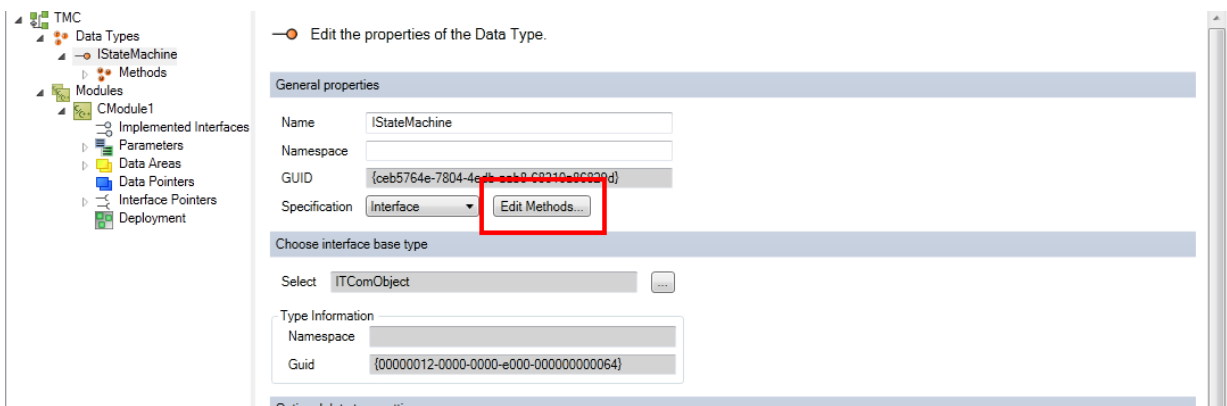 TMC
Data Types
IStateMachine
Methods
Modules
CModule1
Implemented Interfaces
Parameters
Data Areas
Data Pointers
Interface Pointers
Deployment
Edit the properties of the Data Type.
General properties
Name IStateMachine
Namespace
GUID
Specification Interface Edit Methods...
Choose interface base type
Select ITComObject ...
Type Information
Namespace
Guid {00000012-0000-0000-e000-000000000064}